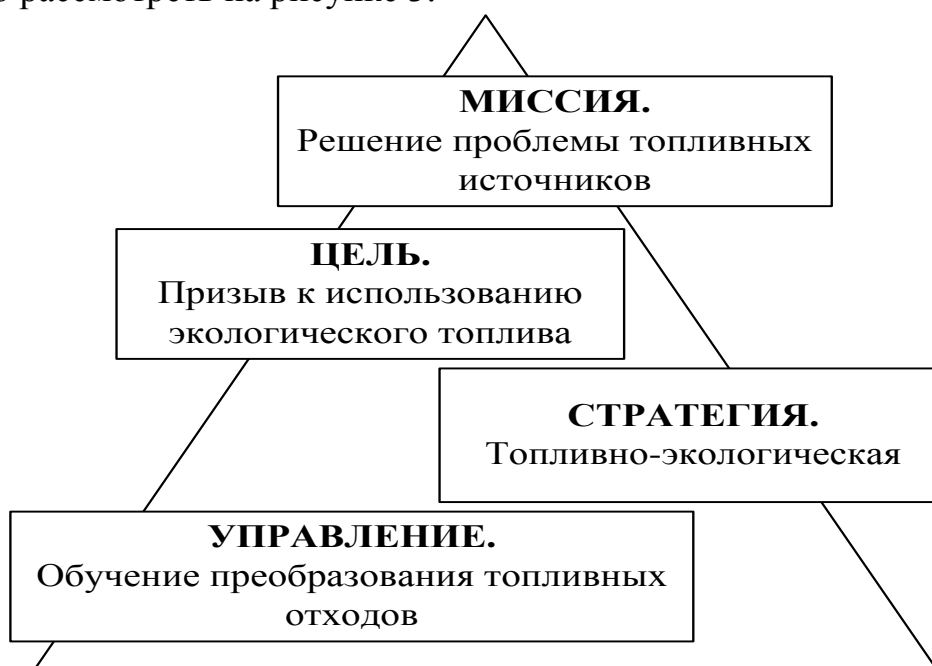 рассмотреть на рисунке 3.
МИССИЯ.
Решение проблемы топливных
источников
ЦЕЛЬ.
Призыв к использованию
экологического топлива
СТРАТЕГИЯ.
Топливно-экологическая
УПРАВЛЕНИЕ.
Обучение преобразования топливных
отходов